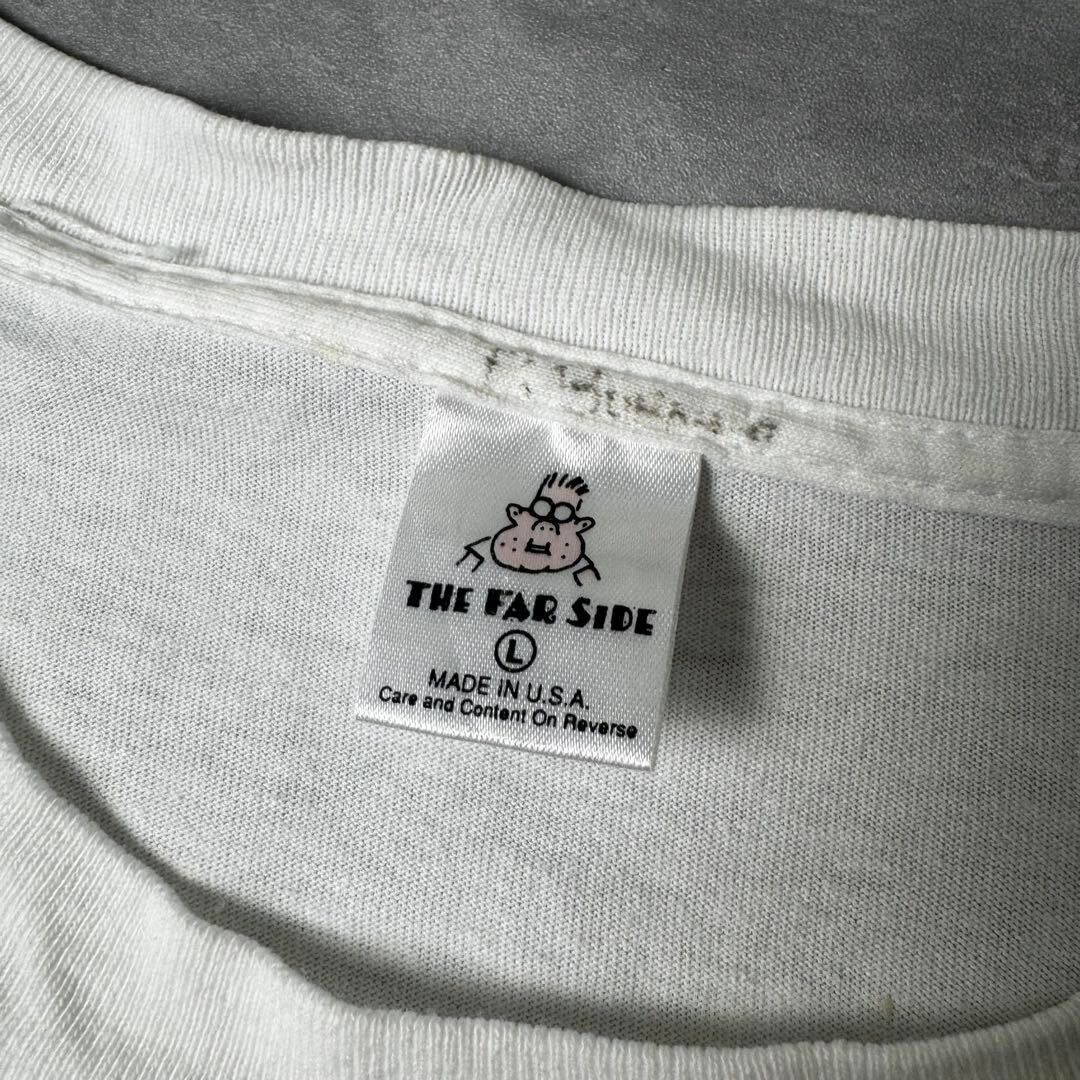 THE FAR SIDE
L
MADE IN U.S.A.
Care and Content On Reverse